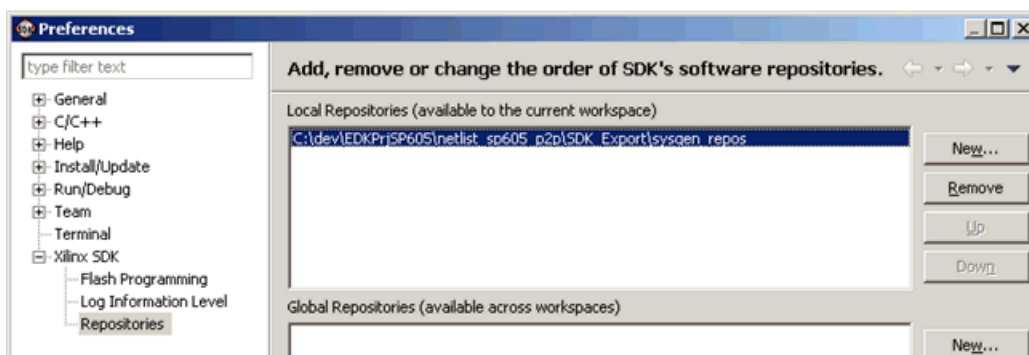 Preferences
type filter text
General
C/C++
Help
Install/Update
Run/Debug
Team
Terminal
Xilinx SDK
Flash Programming
Log Information Level
Repositories
Add, remove or change the order of SDK's software repositories.
Local Repositories (available to the current workspace)
C:\dev\EDKPrjSP605\netlist_sp605_p2p\SDK_Export\sysgen_repos
New...
Remove
Up
Down
Global Repositories (available across workspaces)
New...